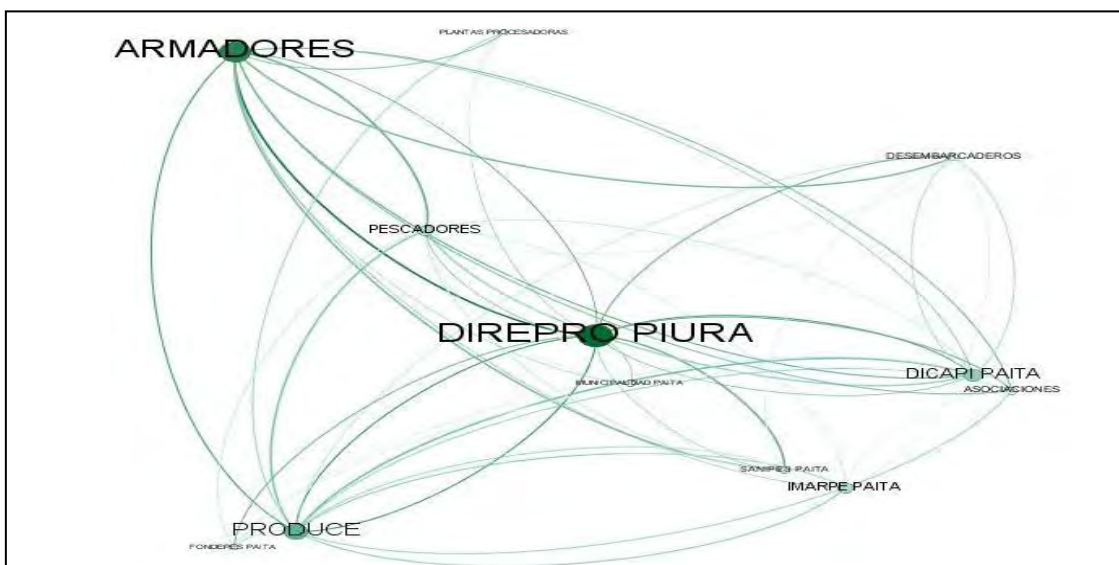 PLANTAS PROCESADORAS
ARMADORES
DESEMBARCADEROS
PESCADORES
DIREPRO PIURA
DICAPI PAITA
MUNICIPALIDAD PAITA
ASOCIACIONES
SANIPES PAITA
IMARPE PAITA
PRODUCE
FONDEPES PAITA